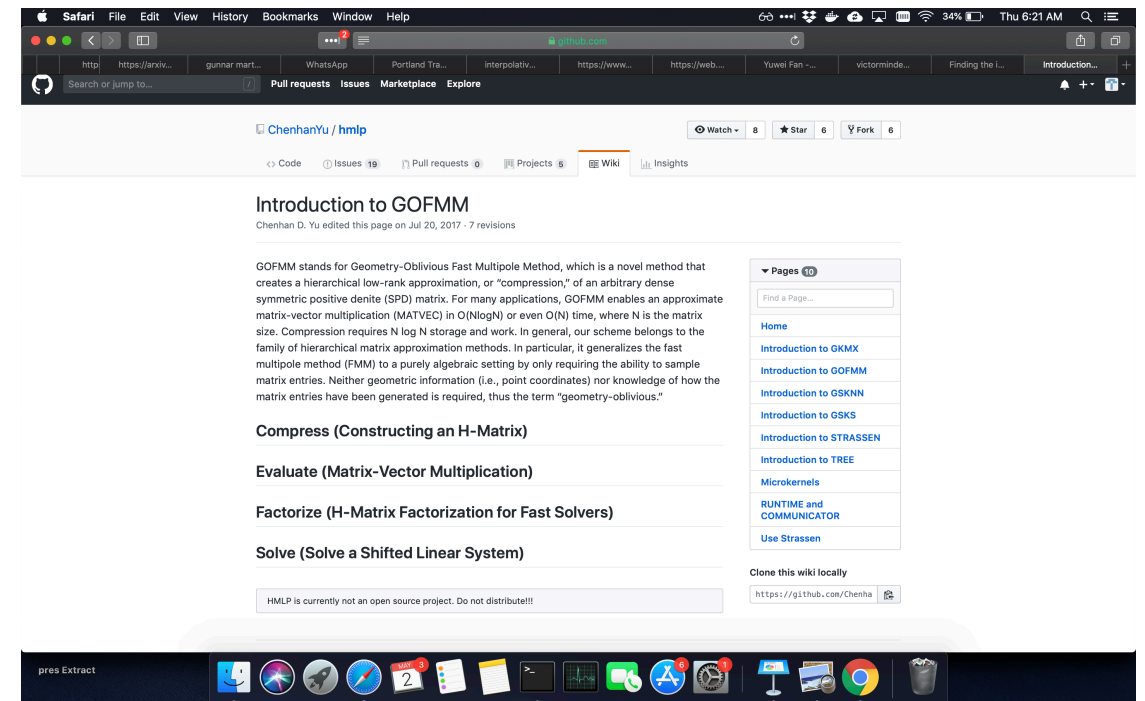 Safari File Edit View History Bookmarks Window Help 34% Thu 6:21 AM
2 github.com
http https://arxiv... gunnar mart... WhatsApp Portland Tra... interpolativ... https://www... https://web.... Yuwei Fan -... victorminde... Finding the i... Introduction...
Search or jump to... / Pull requests Issues Marketplace Explore
ChenhanYu / hmlp Watch 8 Star 6 Fork 6
Code Issues 19 Pull requests 0 Projects 5 Wiki Insights
Introduction to GOFMM
Chenhan D. Yu edited this page on Jul 20, 2017 · 7 revisions
GOFMM stands for Geometry-Oblivious Fast Multipole Method, which is a novel method that
creates a hierarchical low-rank approximation, or “compression,” of an arbitrary dense
symmetric positive denite (SPD) matrix. For many applications, GOFMM enables an approximate
matrix-vector multiplication (MATVEC) in O(NlogN) or even O(N) time, where N is the matrix
size. Compression requires N log N storage and work. In general, our scheme belongs to the
family of hierarchical matrix approximation methods. In particular, it generalizes the fast
multipole method (FMM) to a purely algebraic setting by only requiring the ability to sample
matrix entries. Neither geometric information (i.e., point coordinates) nor knowledge of how the
matrix entries have been generated is required, thus the term “geometry-oblivious.”
Compress (Constructing an H-Matrix)
Evaluate (Matrix-Vector Multiplication)
Factorize (H-Matrix Factorization for Fast Solvers)
Solve (Solve a Shifted Linear System)
HMLP is currently not an open source project. Do not distribute!!!
Pages 10
Find a Page...
Home
Introduction to GKMX
Introduction to GOFMM
Introduction to GSKNN
Introduction to GSKS
Introduction to STRASSEN
Introduction to TREE
Microkernels
RUNTIME and
COMMUNICATOR
Use Strassen
Clone this wiki locally
https://github.com/Chenha
pres Extract
MAY 3
2
6
1